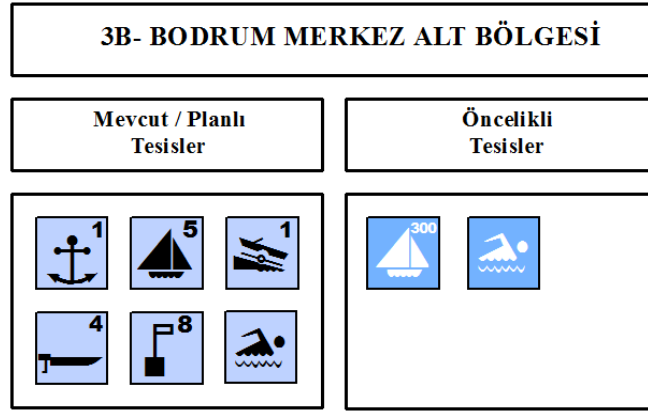 3B- BODRUM MERKEZ ALT BÖLGESİ
Mevcut / Planlı
Tesisler
Öncelikli
Tesisler
1 5 1
300
4 8